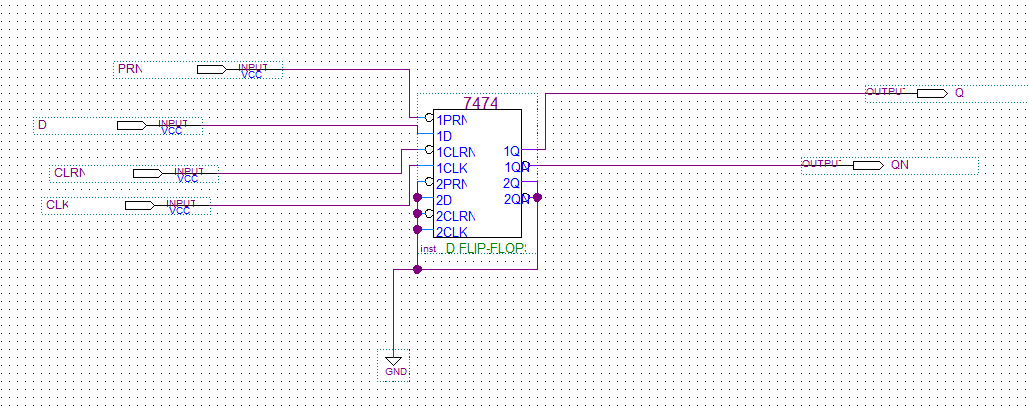 PRN INPUT VCC
7474
OUTPUT Q
1PRN
D INPUT VCC
1D
1CLRN
1Q
CLRN INPUT VCC
1CLK
1QN
OUTPUT QN
2PRN
2Q
CLK INPUT VCC
2D
2QN
2CLRN
2CLK
inst
D FLIP-FLOPS
GND